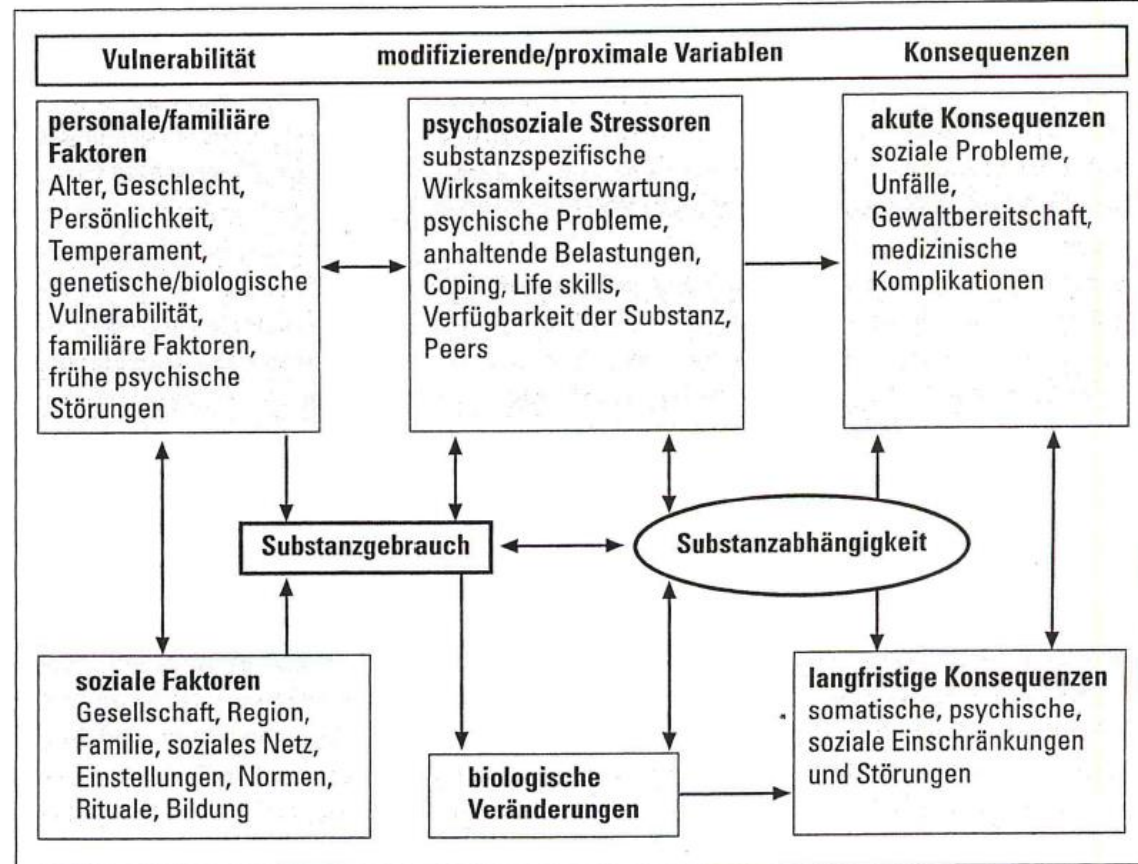 Vulnerabilität
modifizierende/proximale Variablen
Konsequenzen
personale/familiäre
Faktoren
Alter, Geschlecht,
Persönlichkeit,
Temperament,
genetische/biologische
Vulnerabilität,
familiäre Faktoren,
frühe psychische
Störungen
psychosoziale Stressoren
substanzspezifische
Wirksamkeitserwartung,
psychische Probleme,
anhaltende Belastungen,
Coping, Life skills,
Verfügbarkeit der Substanz,
Peers
akute Konsequenzen
soziale Probleme,
Unfälle,
Gewaltbereitschaft,
medizinische
Komplikationen
Substanzgebrauch
Substanzabhängigkeit
soziale Faktoren
Gesellschaft, Region,
Familie, soziales Netz,
Einstellungen, Normen,
Rituale, Bildung
biologische
Veränderungen
langfristige Konsequenzen
somatische, psychische,
soziale Einschränkungen
und Störungen